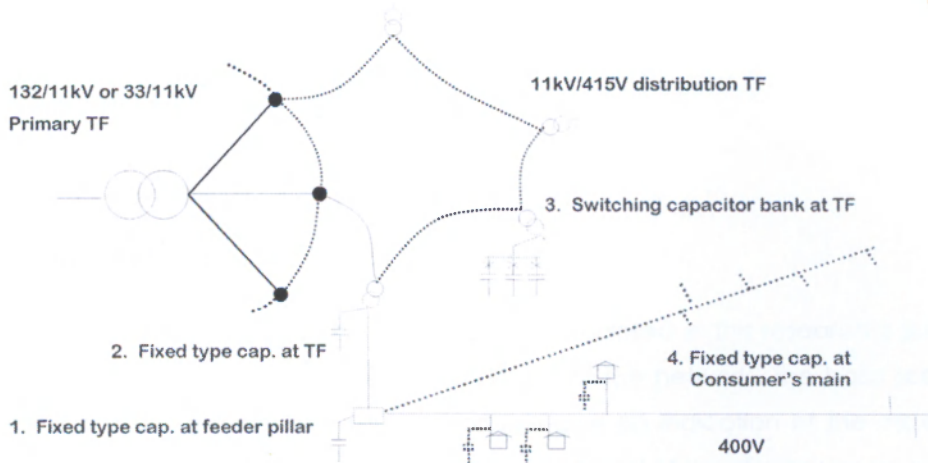 132/11kV or 33/11kV
Primary TF
11kV/415V distribution TF
3. Switching capacitor bank at TF
2. Fixed type cap. at TF
4. Fixed type cap. at
Consumer's main
1. Fixed type cap. at feeder pillar
400V